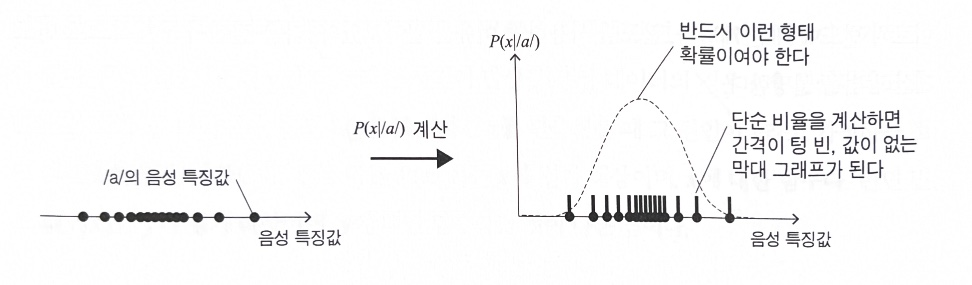 /a/의 음성 특징값
음성 특징값
P(x|/a/) 계산
P(x|/a/)
반드시 이런 형태
확률이여야 한다
단순 비율을 계산하면
간격이 텅 빈, 값이 없는
막대 그래프가 된다
음성 특징값